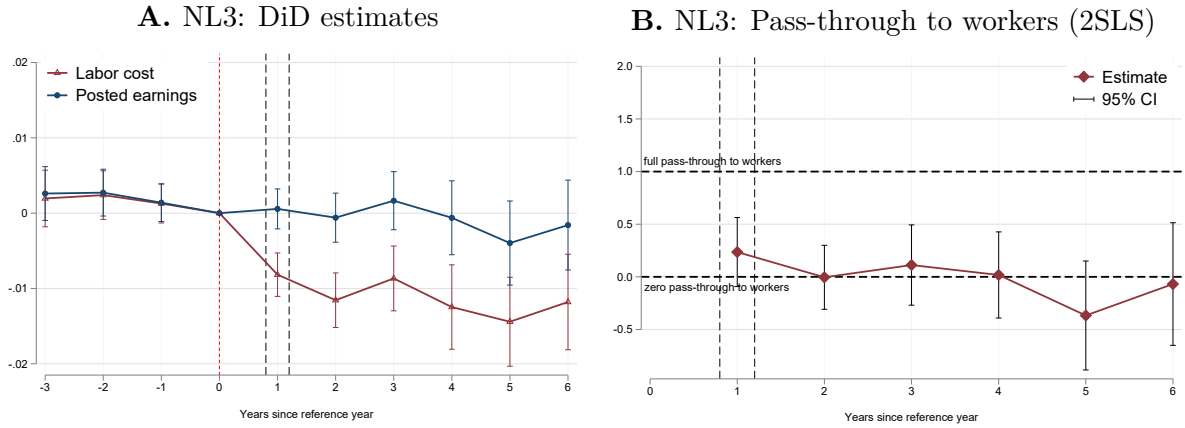 A. NL3: DiD estimates
.02
.01
0
-.01
-.02
Labor cost
Posted earnings
-3 -2 -1 0 1 2 3 4 5 6
Years since reference year
B. NL3: Pass-through to workers (2SLS)
2.0
1.5
1.0
0.5
0.0
-0.5
Estimate
95% CI
full pass-through to workers
zero pass-through to workers
0 1 2 3 4 5 6
Years since reference year